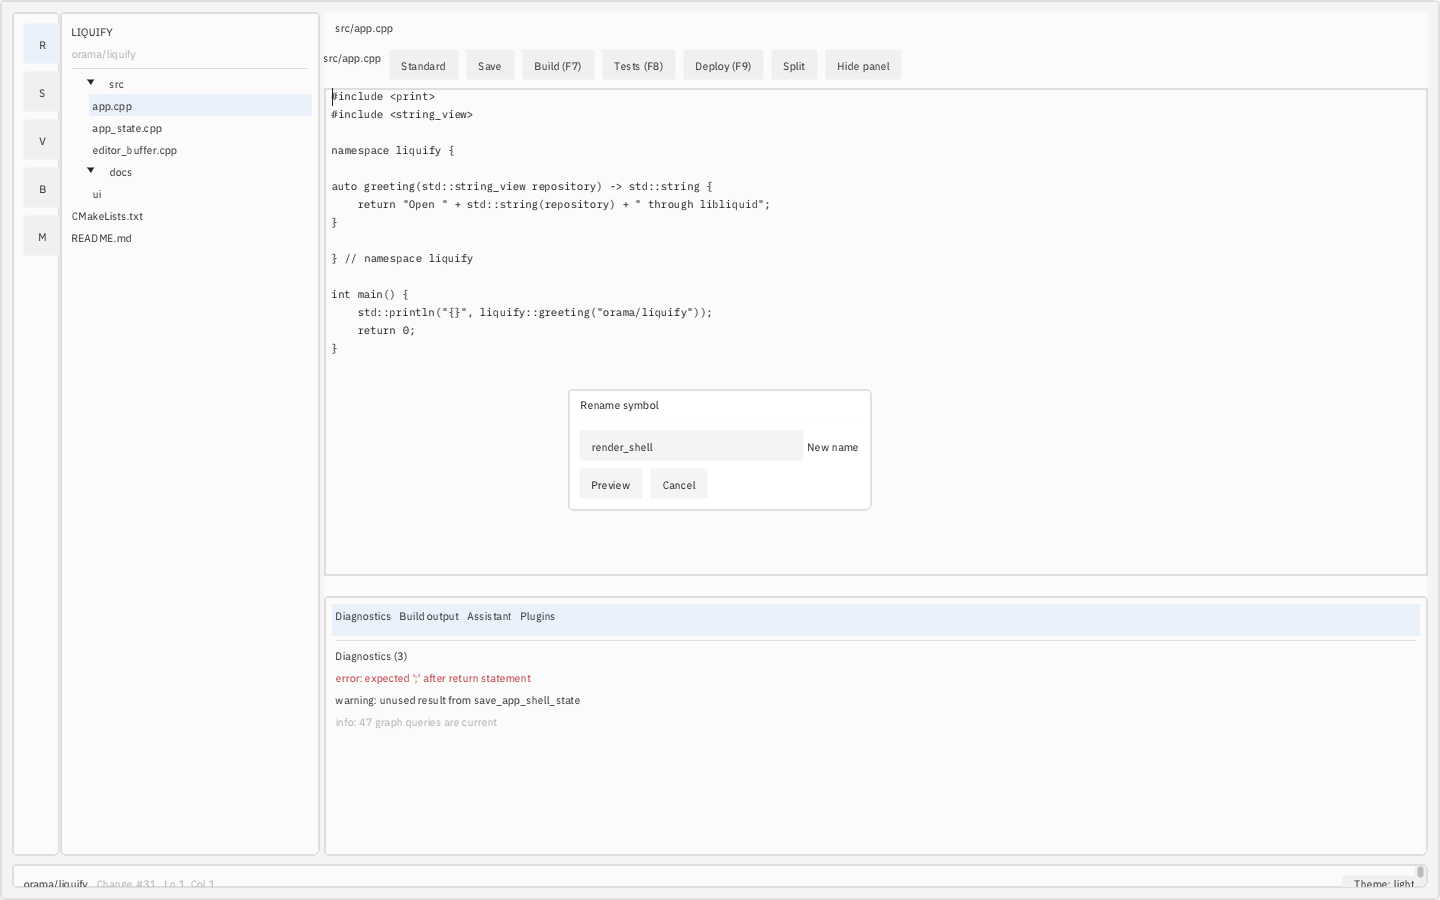 R
S
V
B
M
LIQUIFY
orama/liquify
src
app.cpp
app_state.cpp
editor_buffer.cpp
docs
ui
CMakeLists.txt
README.md
src/app.cpp
src/app.cpp Standard Save Build (F7) Tests (F8) Deploy (F9) Split Hide panel
#include <print>
#include <string_view>
namespace liquify {
auto greeting(std::string_view repository) -> std::string {
    return "Open " + std::string(repository) + " through libliquid";
}
} // namespace liquify
int main() {
    std::println("{}", liquify::greeting("orama/liquify"));
    return 0;
}
Rename symbol
render_shell New name
Preview Cancel
Diagnostics Build output Assistant Plugins
Diagnostics (3)
error: expected ';' after return statement
warning: unused result from save_app_shell_state
info: 47 graph queries are current
orama/liquify Change #31 Ln 1, Col 1 Theme: light